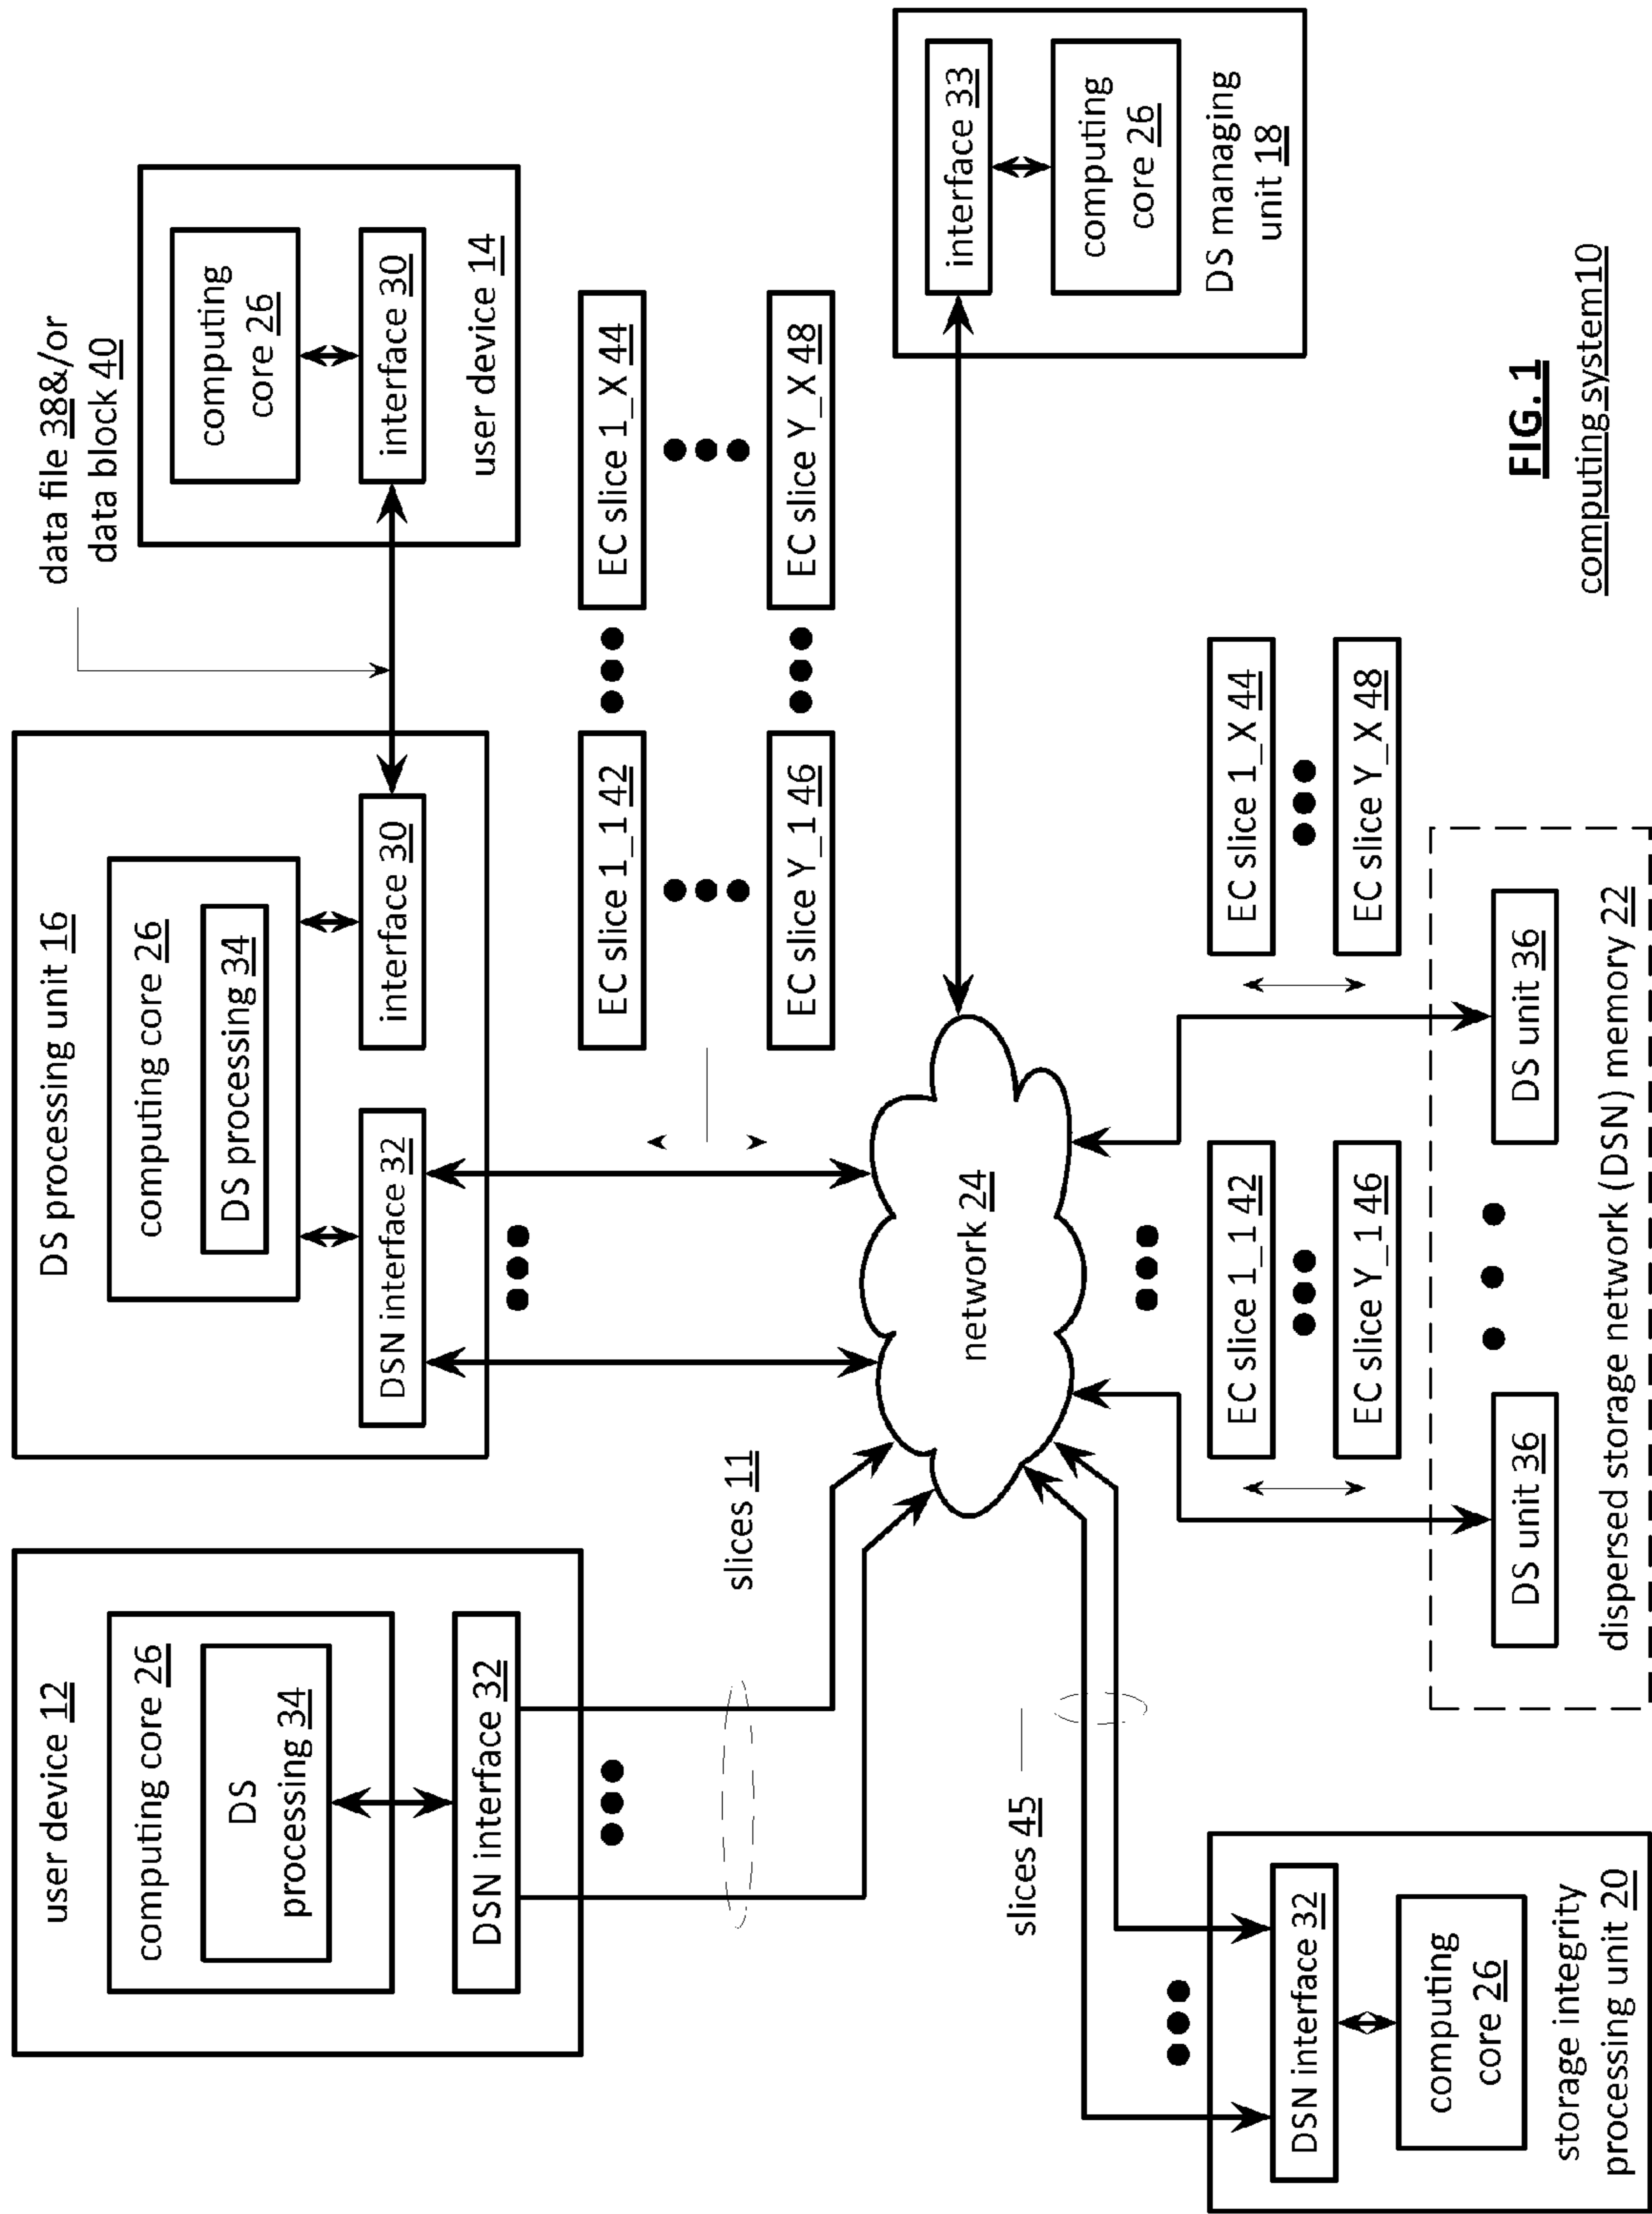 user device 12
computing core 26
DS
processing 34
DSN interface 32
DS processing unit 16
computing core 26
DS processing 34
DSN interface 32
interface 30
data file 38&/or
data block 40
computing
core 26
interface 30
user device 14
slices 11
EC slice 1_1 42
EC slice 1_X 44
EC slice Y_1 46
EC slice Y_X 48
network 24
interface 33
computing
core 26
DS managing
unit 18
slices 45
DSN interface 32
computing
core 26
storage integrity
processing unit 20
EC slice 1_1 42
EC slice Y_1 46
EC slice 1_X 44
EC slice Y_X 48
DS unit 36
DS unit 36
dispersed storage network (DSN) memory 22
FIG. 1
computing system10